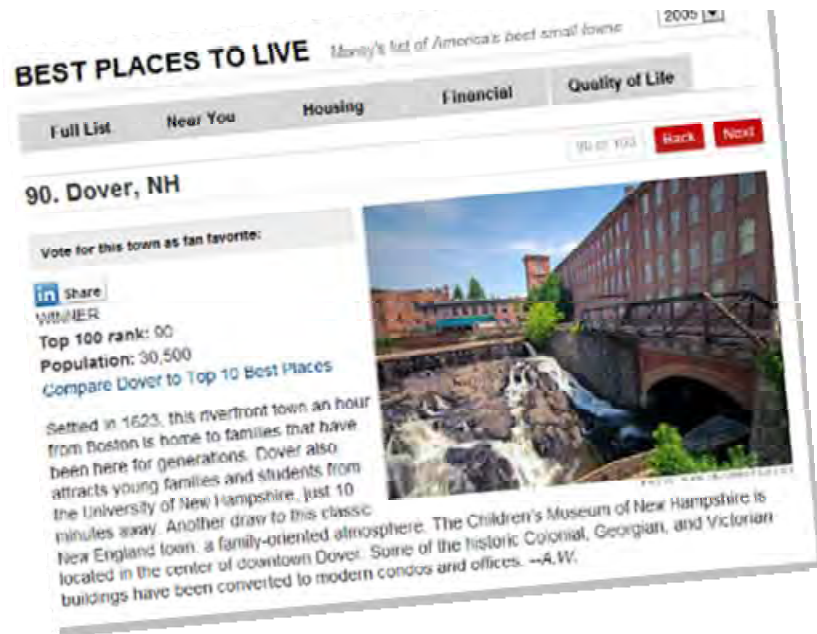 2005
BEST PLACES TO LIVE Money's list of America's best small towns
Full List Near You Housing Financial Quality of Life
90 of 100 Back Next
90. Dover, NH
Vote for this town as fan favorite:
in Share
WINNER
Top 100 rank: 90
Population: 30,500
Compare Dover to Top 10 Best Places
Settled in 1623, this riverfront town an hour
from Boston is home to families that have
been here for generations. Dover also
attracts young families and students from
the University of New Hampshire, just 10
minutes away. Another draw to this classic
New England town: a family-oriented atmosphere. The Children's Museum of New Hampshire is
located in the center of downtown Dover. Some of the historic Colonial, Georgian, and Victorian
buildings have been converted to modern condos and offices. --A.W.